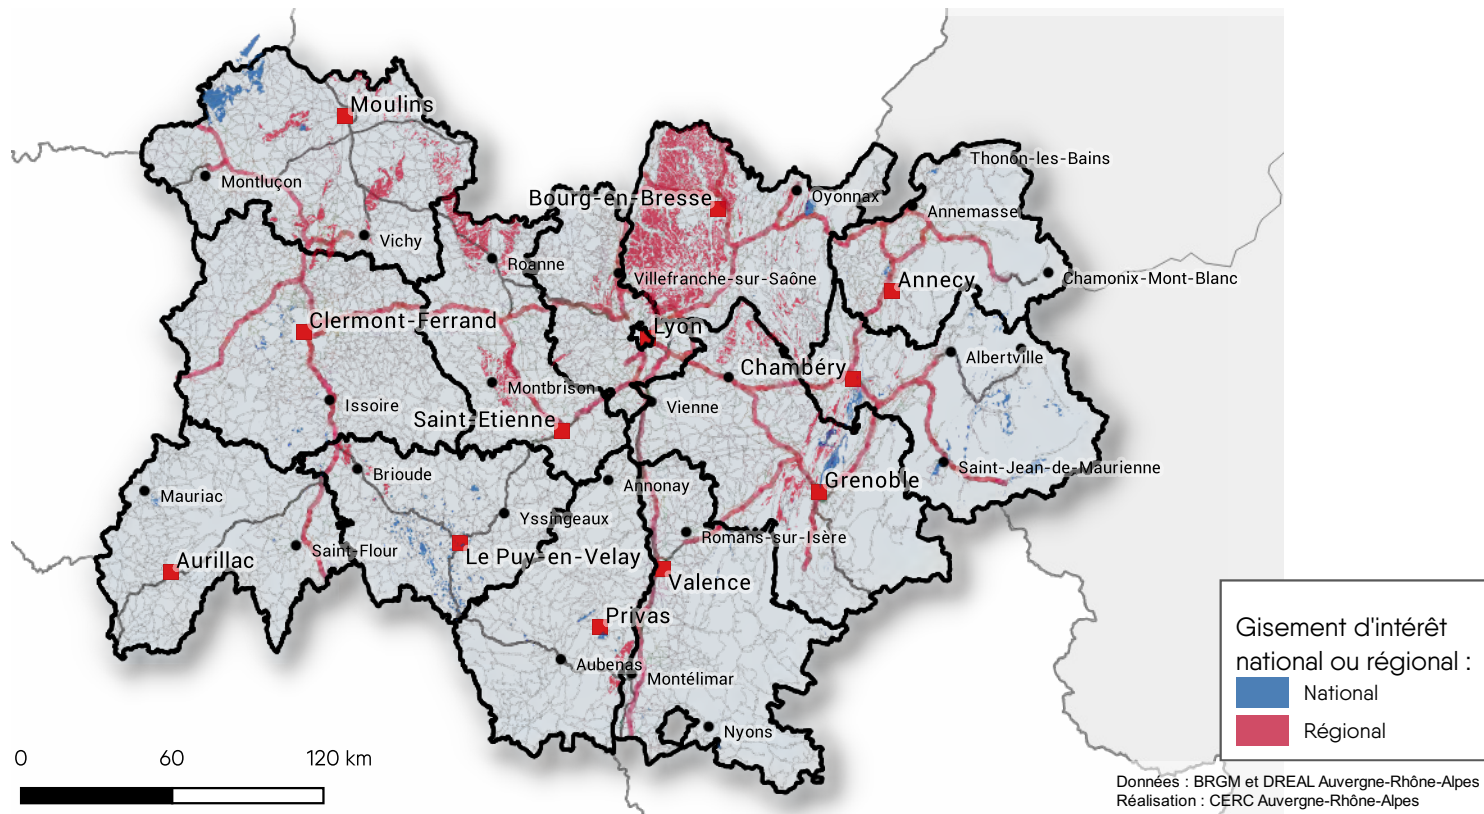 Moulins
Montluçon
Vichy
Thonon-les-Bains
Bourg-en-Bresse
Oyonnax
Annemasse
Roanne
Villefranche-sur-Saône
Annecy
Chamonix-Mont-Blanc
Clermont-Ferrand
Lyon
Chambéry
Albertville
Montbrison
Issoire
Vienne
Saint-Etienne
Brioude
Saint-Jean-de-Maurienne
Grenoble
Mauriac
Annonay
Yssingeaux
Romans-sur-Isère
Saint-Flour
Aurillac
Le Puy-en-Velay
Valence
Privas
Aubenas
Montélimar
Nyons
Gisement d'intérêt
national ou régional :
National
Régional
0 60 120 km
Données : BRGM et DREAL Auvergne-Rhône-Alpes
Réalisation : CERC Auvergne-Rhône-Alpes